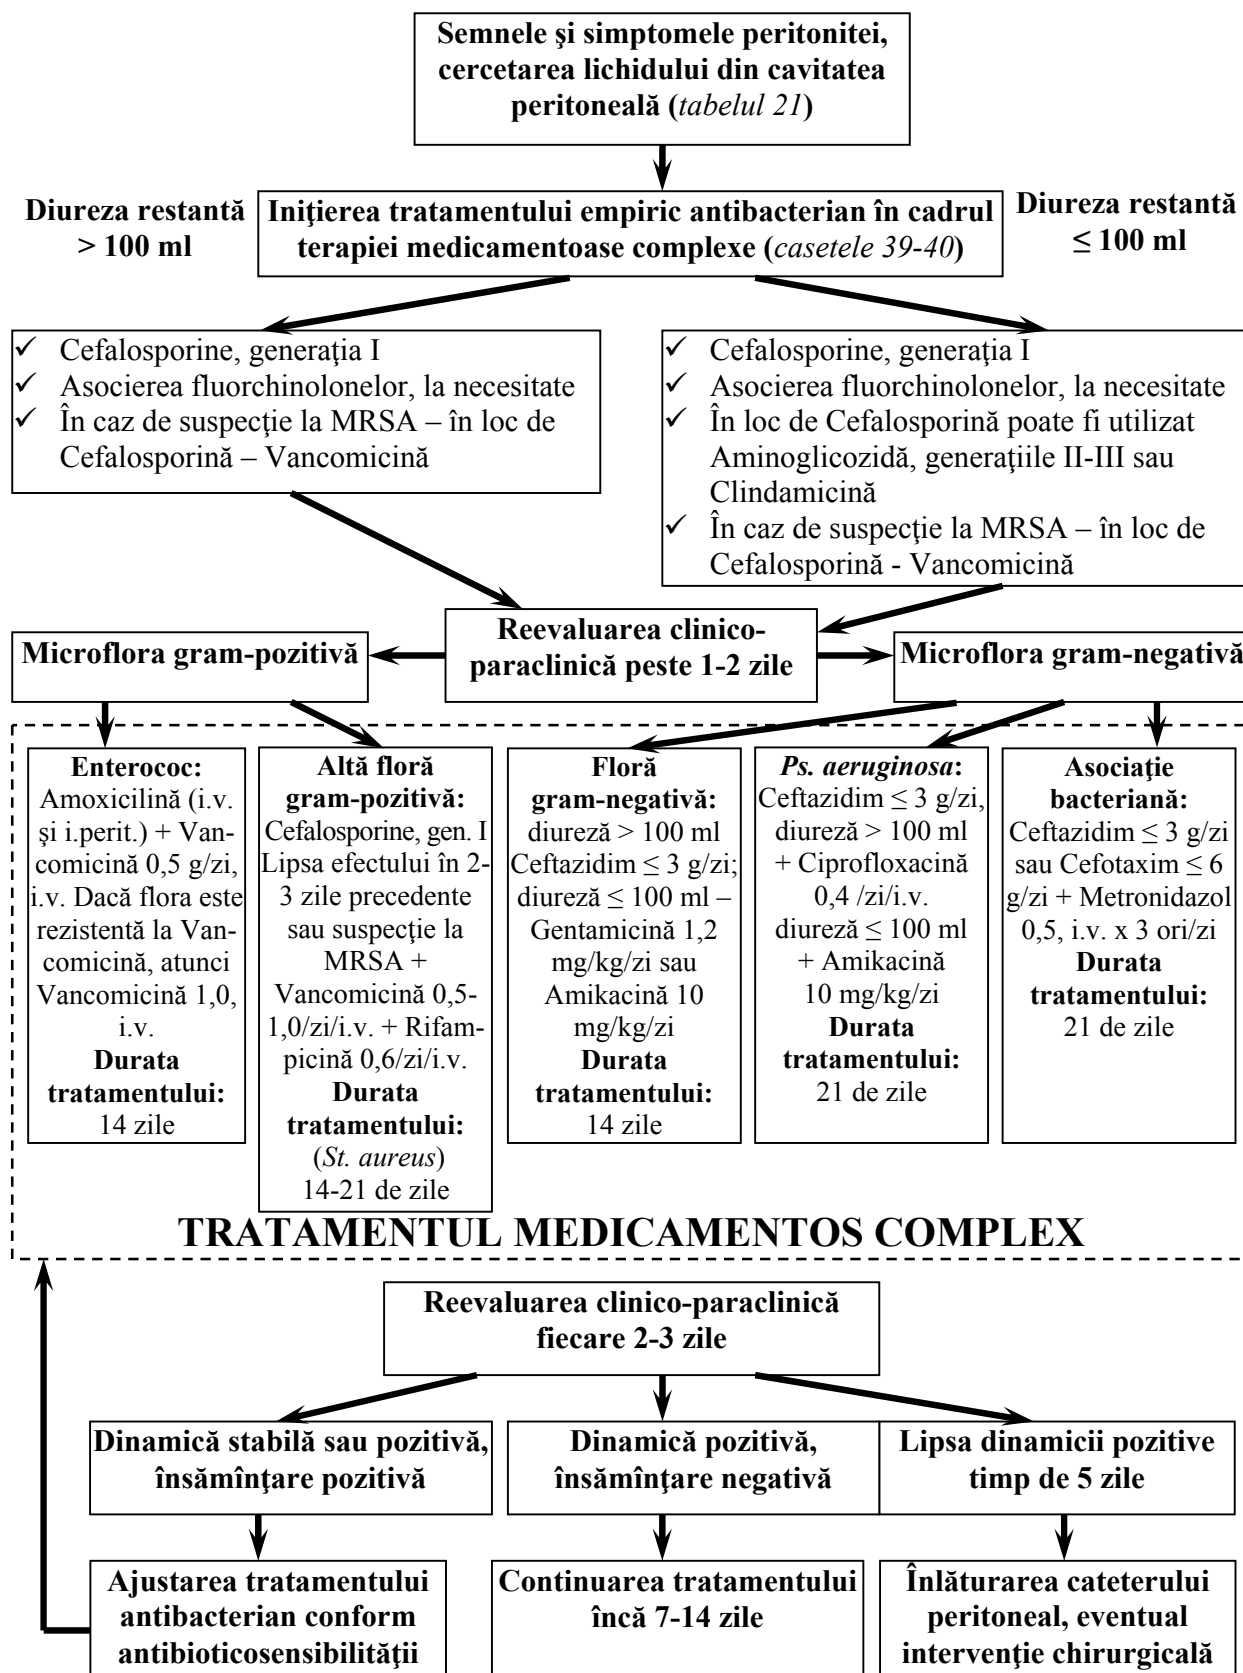 Semnele şi simptomele peritonitei,
cercetarea lichidului din cavitatea
peritoneală (tabelul 21)
Diureza restantă
> 100 ml
Iniţierea tratamentului empiric antibacterian în cadrul
terapiei medicamentoase complexe (casetele 39-40)
Diureza restantă
≤ 100 ml
✓ Cefalosporine, generaţia I
✓ Asocierea fluorchinolonelor, la necesitate
✓ În caz de suspecţie la MRSA – în loc de
Cefalosporină – Vancomicină
✓ Cefalosporine, generaţia I
✓ Asocierea fluorchinolonelor, la necesitate
✓ În loc de Cefalosporină poate fi utilizat
Aminoglicozidă, generaţiile II-III sau
Clindamicină
✓ În caz de suspecţie la MRSA – în loc de
Cefalosporină - Vancomicină
Reevaluarea clinico-
paraclinică peste 1-2 zile
Microflora gram-pozitivă
Microflora gram-negativă
Enterococ:
Amoxicilină (i.v.
şi i.perit.) + Van-
comicină 0,5 g/zi,
i.v. Dacă flora este
rezistentă la Van-
comicină, atunci
Vancomicină 1,0,
i.v.
Durata
tratamentului:
14 zile
Altă floră
gram-pozitivă:
Cefalosporine, gen. I
Lipsa efectului în 2-
3 zile precedente
sau suspecţie la
MRSA +
Vancomicină 0,5-
1,0/zi/i.v. + Rifam-
picină 0,6/zi/i.v.
Durata
tratamentului:
(St. aureus)
14-21 de zile
Floră
gram-negativă:
diureză > 100 ml
Ceftazidim ≤ 3 g/zi;
diureză ≤ 100 ml –
Gentamicină 1,2
mg/kg/zi sau
Amikacină 10
mg/kg/zi
Durata
tratamentului:
14 zile
Ps. aeruginosa:
Ceftazidim ≤ 3 g/zi,
diureză > 100 ml
+ Ciprofloxacină
0,4 /zi/i.v.
diureză ≤ 100 ml
+ Amikacină
10 mg/kg/zi
Durata
tratamentului:
21 de zile
Asociaţie
bacteriană:
Ceftazidim ≤ 3 g/zi
sau Cefotaxim ≤ 6
g/zi + Metronidazol
0,5, i.v. x 3 ori/zi
Durata
tratamentului:
21 de zile
TRATAMENTUL MEDICAMENTOS COMPLEX
Reevaluarea clinico-paraclinică
fiecare 2-3 zile
Dinamică stabilă sau pozitivă,
însămînţare pozitivă
Dinamică pozitivă,
însămînţare negativă
Lipsa dinamicii pozitive
timp de 5 zile
Ajustarea tratamentului
antibacterian conform
antibioticosensibilităţii
Continuarea tratamentului
încă 7-14 zile
Înlăturarea cateterului
peritoneal, eventual
intervenţie chirurgicală